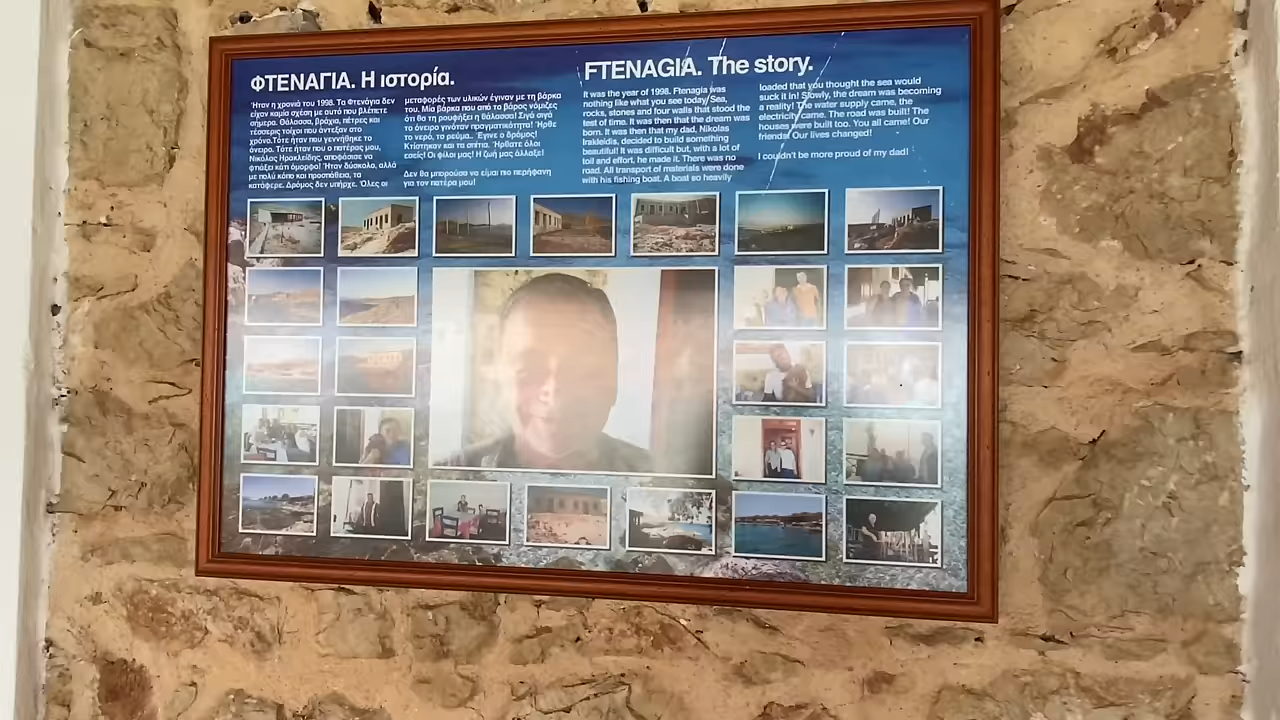 ΦΤΕΝΑΓΙΑ. Η ιστορία.
Ήταν η χρονιά του 1998. Τα Φτενάγια δεν
είχαν καμία σχέση με αυτό που βλέπετε
σήμερα. Θάλασσα, βράχια, πέτρες και
τέσσερις τοίχοι που άντεξαν στο
χρόνο.Τότε ήταν που γεννήθηκε το
όνειρο. Τότε ήταν που ο πατέρας μου,
Νικόλας Ηρακλείδης, αποφάσισε να
φτιάξει κάτι όμορφο! Ήταν δύσκολο, αλλά
με πολύ κόπο και προσπάθεια, τα
κατάφερε. Δρόμος δεν υπήρχε. Όλες οι
μεταφορές των υλικών έγιναν με τη βάρκα
του. Μία βάρκα που από το βάρος νόμιζες
ότι θα τη ρουφήξει η θάλασσα! Σιγά σιγά
το όνειρο γινόταν πραγματικότητα! Ήρθε
το νερό, το ρεύμα.. Έγινε ο δρόμος!
Κτίστηκαν και τα σπίτια. Ήρθατε όλοι
εσείς! Οι φίλοι μας! Η ζωή μας άλλαξε!
Δεν θα μπορούσα να είμαι πιο περήφανη
για τον πατέρα μου!
FTENAGIA. The story.
It was the year of 1998. Ftenagia was
nothing like what you see today! Sea,
rocks, stones and four walls that stood the
test of time. It was then that the dream was
born. It was then that my dad, Nikolas
Irakleidis, decided to build something
beautiful! It was difficult but, with a lot of
toil and effort, he made it. There was no
road. All transport of materials were done
with his fishing boat. A boat so heavily
loaded that you thought the sea would
suck it in! Slowly, the dream was becoming
a reality! The water supply came, the
electricity came. The road was built! The
houses were built too. You all came! Our
friends! Our lives changed!
I couldn't be more proud of my dad!